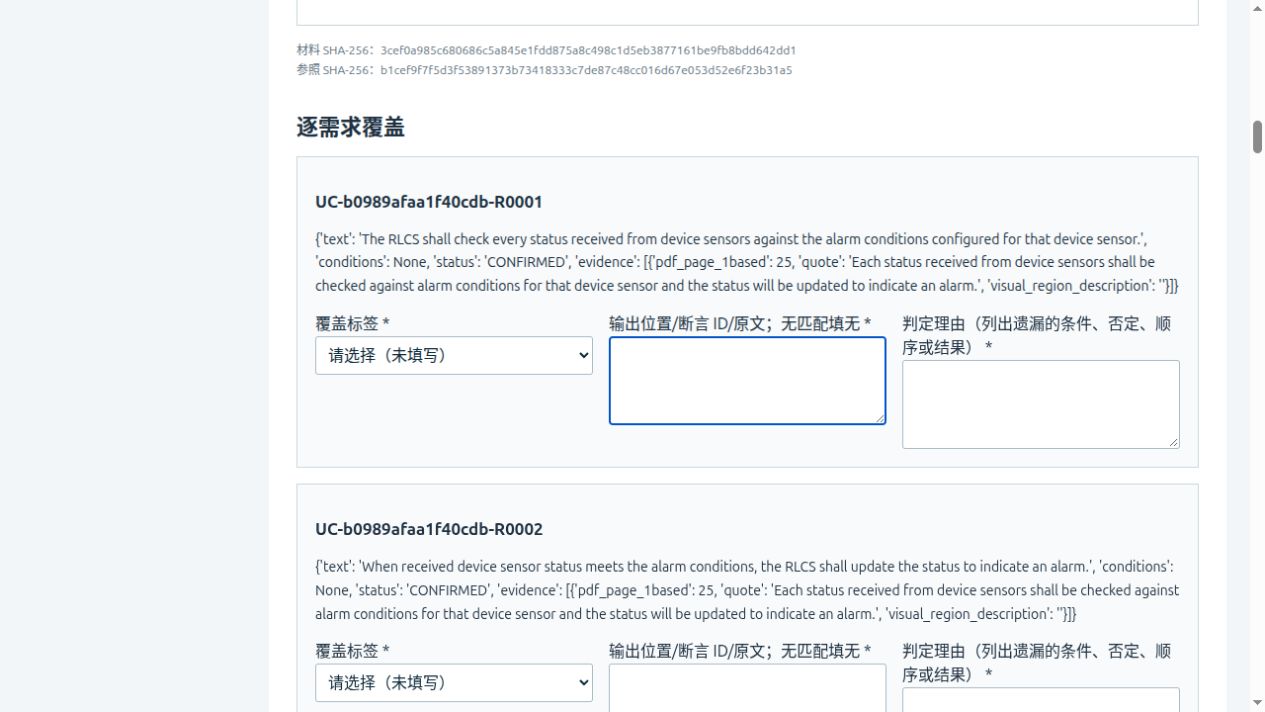 材料 SHA-256：3cef0a985c680686c5a845e1fdd875a8c498c1d5eb3877161be9fb8bdd642dd1
参照 SHA-256：b1cef9f7f5d3f53891373b73418333c7de87c48cc016d67e053d52e6f23b31a5
逐需求覆盖
UC-b0989afaa1f40cdb-R0001
{'text': 'The RLCS shall check every status received from device sensors against the alarm conditions configured for that device sensor.',
'conditions': None, 'status': 'CONFIRMED', 'evidence': [{'pdf_page_1based': 25, 'quote': 'Each status received from device sensors shall be
checked against alarm conditions for that device sensor and the status will be updated to indicate an alarm.', 'visual_region_description': ''}]}
覆盖标签 *
请选择（未填写）
输出位置/断言 ID/原文；无匹配填无 *
判定理由（列出遗漏的条件、否定、顺
序或结果） *
UC-b0989afaa1f40cdb-R0002
{'text': 'When received device sensor status meets the alarm conditions, the RLCS shall update the status to indicate an alarm.', 'conditions':
None, 'status': 'CONFIRMED', 'evidence': [{'pdf_page_1based': 25, 'quote': 'Each status received from device sensors shall be checked against
alarm conditions for that device sensor and the status will be updated to indicate an alarm.', 'visual_region_description': ''}]}
覆盖标签 *
请选择（未填写）
输出位置/断言 ID/原文；无匹配填无 *
判定理由（列出遗漏的条件、否定、顺
序或结果） *